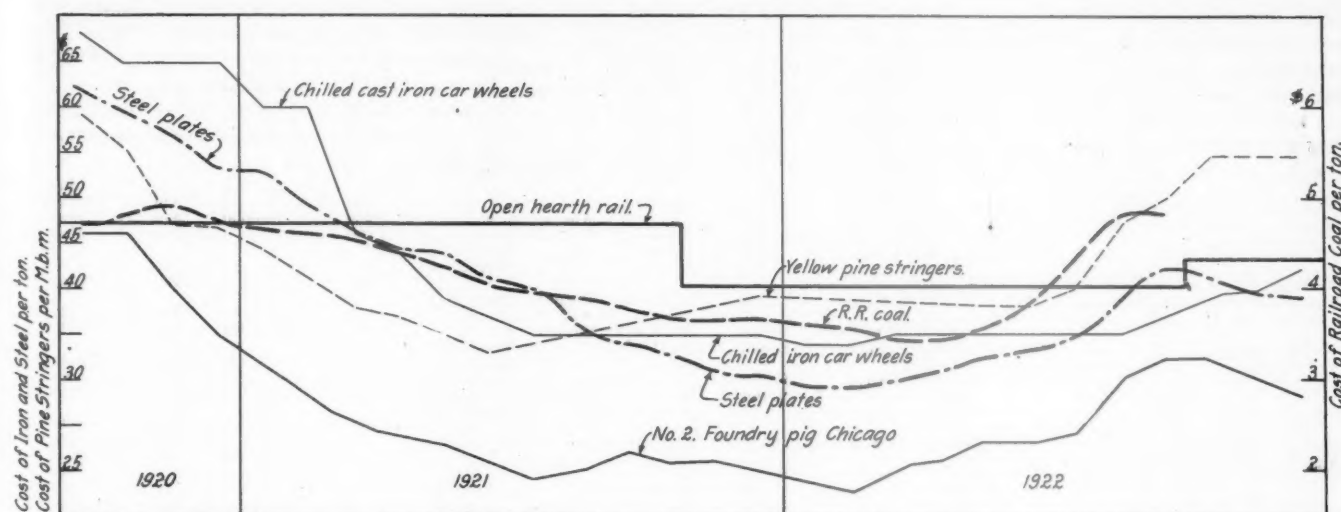 $
65
60
55
50
45
40
30
25
Cost of Iron and Steel per ton.
Cost of Pine Stringers per M.b.m.
Chilled cast iron car wheels
Steel plates
Open hearth rail.
Yellow pine stringers.
R.R. coal.
Chilled iron car wheels
Steel plates
No. 2. Foundry pig Chicago
1920
1921
1922
$6
5
4
3
2
Cost of Railroad Coal per ton.